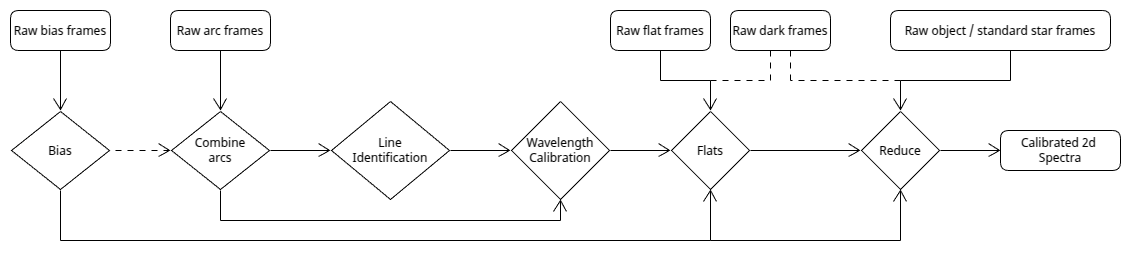 Raw bias frames
Raw arc frames
Raw flat frames
Raw dark frames
Raw object / standard star frames
Bias
Combine
arcs
Line
Identification
Wavelength
Calibration
Flats
Reduce
Calibrated 2d
Spectra